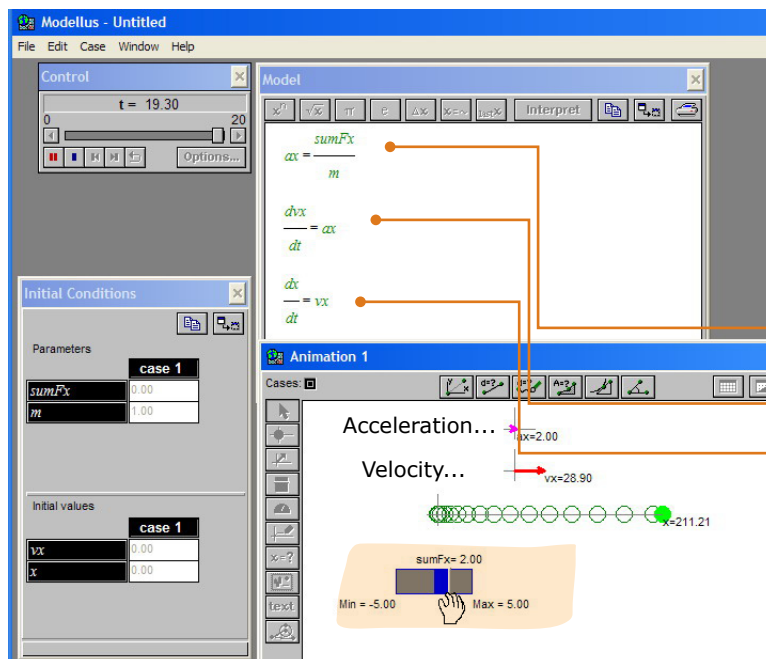 Modellus - Untitled
File Edit Case Window Help
Control
t = 19.30
0 20
Options...
Model
xⁿ √x π e Δx x=~ last x Interpret
ax = sumFx
m
dvx
dt = ax
dx
dt = vx
Initial Conditions
Parameters
case 1
sumFx 0.00
m 1.00
Initial values
case 1
vx 0.00
x 0.00
Animation 1
Cases:
Acceleration...
ax=2.00
Velocity...
vx=28.90
x=211.21
x=?
text
sumFx= 2.00
Min = -5.00 Max = 5.00